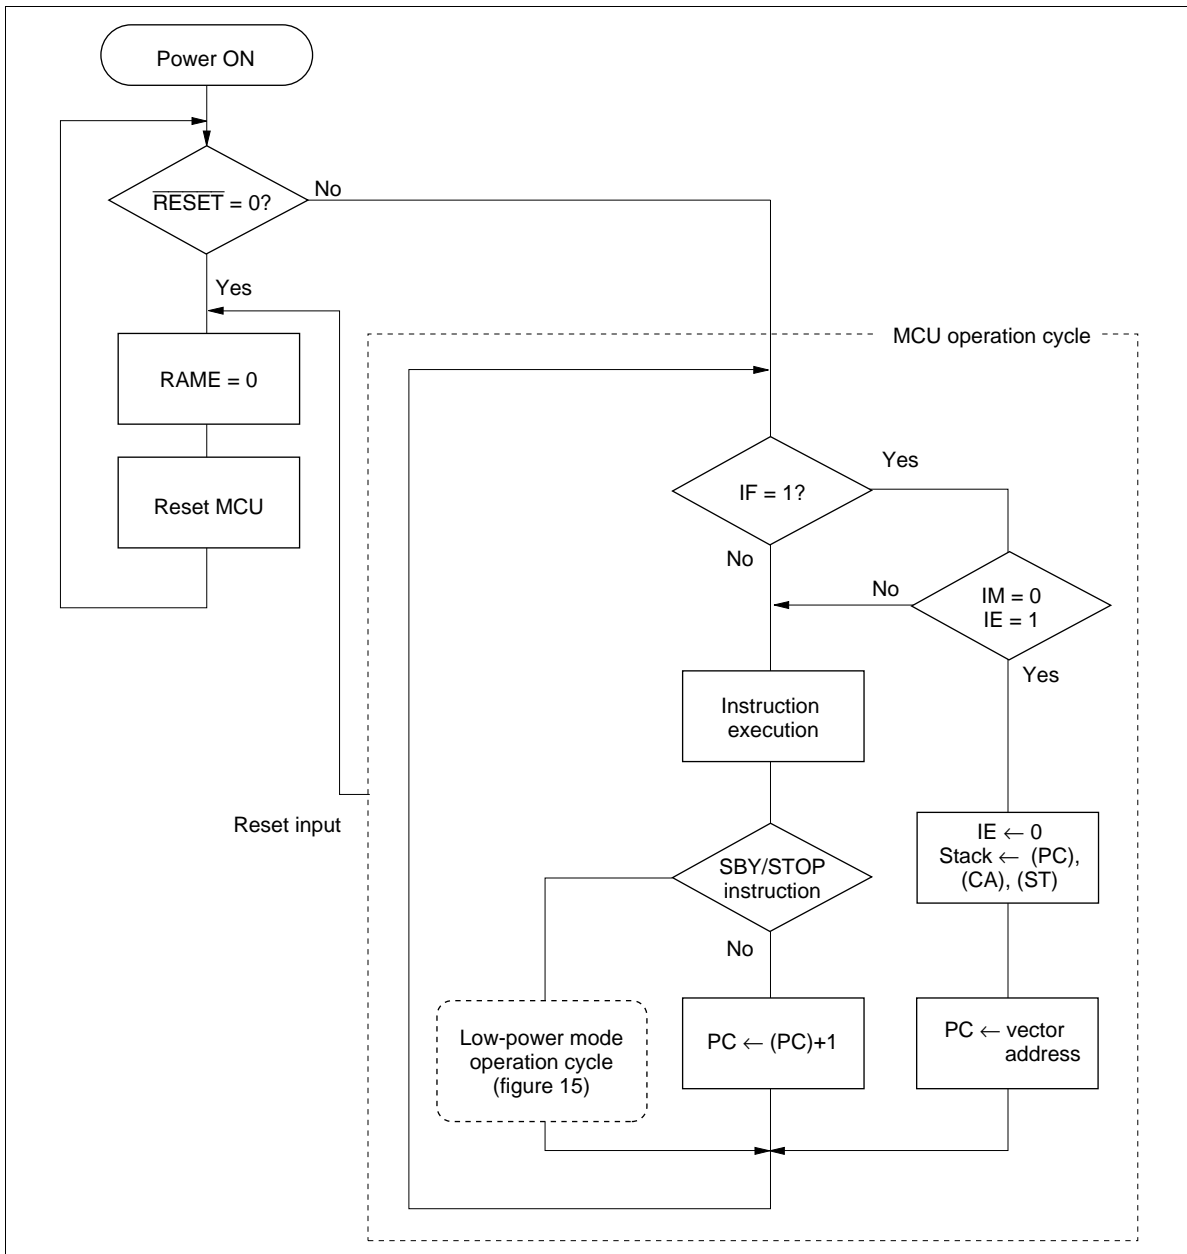 Power ON
RESET = 0?
No
Yes
RAME = 0
Reset MCU
Reset input
MCU operation cycle
IF = 1?
Yes
No
IM = 0
IE = 1
No
Yes
Instruction
execution
SBY/STOP
instruction
No
IE ← 0
Stack ← (PC),
(CA), (ST)
Low-power mode
operation cycle
(figure 15)
PC ← (PC)+1
PC ← vector
address